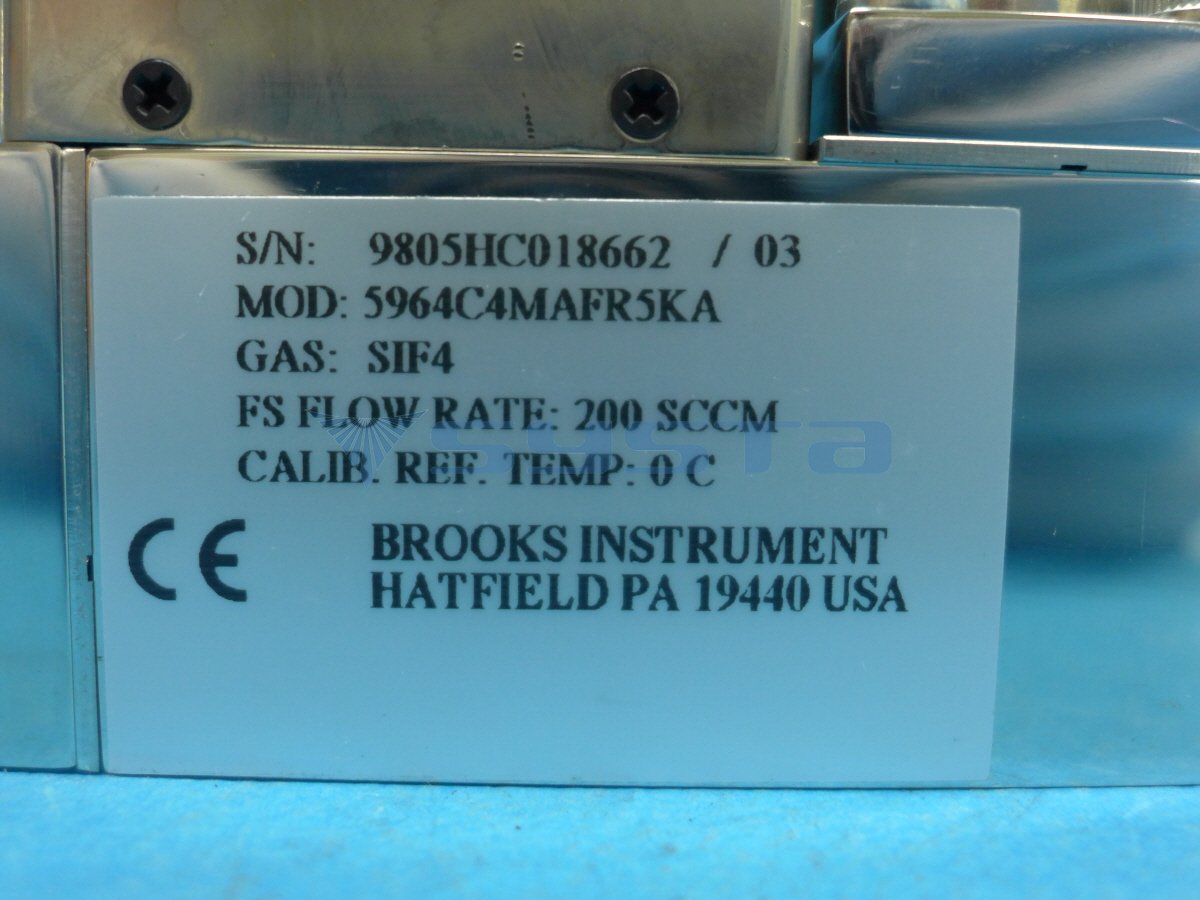 S/N: 9805HC018662 / 03
MOD: 5964C4MAFR5KA
GAS: SIF4
FS FLOW RATE: 200 SCCM
systa
CALIB. REF. TEMP: 0 C
CE
BROOKS INSTRUMENT
HATFIELD PA 19440 USA